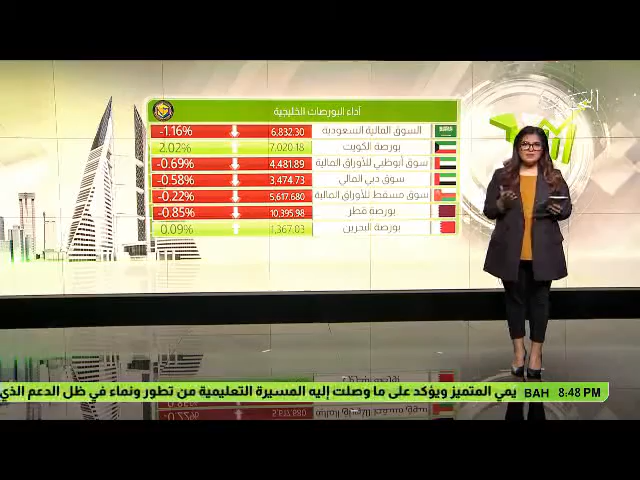 أداء البورصات الخليجية
السوق المالية السعودية 6,832.30 -1.16%
بورصة الكويت 7,020.18 2.02%
سوق أبوظبي للأوراق المالية 4,481.89 -0.69%
سوق دبي المالي 3,474.73 -0.58%
سوق مسقط للأوراق المالية 5,617.680 -0.22%
بورصة قطر 10,395.98 -0.85%
بورصة البحرين 1,367.03 0.09%
يمي المتميز ويؤكد على ما وصلت إليه المسيرة التعليمية من تطور ونماء في ظل الدعم الذي
BAH 8:48 PM